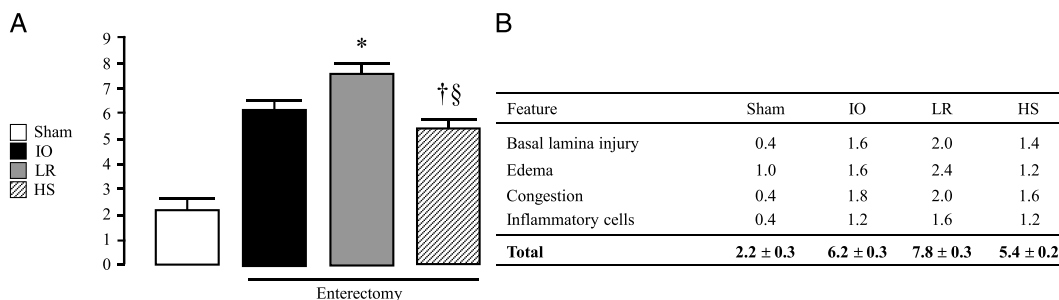 A
9
8
7
6
5
4
3
2
1
0
*
†§
Sham
IO
LR
HS
Enterectomy
B
Feature Sham IO LR HS
Basal lamina injury 0.4 1.6 2.0 1.4
Edema 1.0 1.6 2.4 1.2
Congestion 0.4 1.8 2.0 1.6
Inflammatory cells 0.4 1.2 1.6 1.2
Total 2.2 ± 0.3 6.2 ± 0.3 7.8 ± 0.3 5.4 ± 0.2